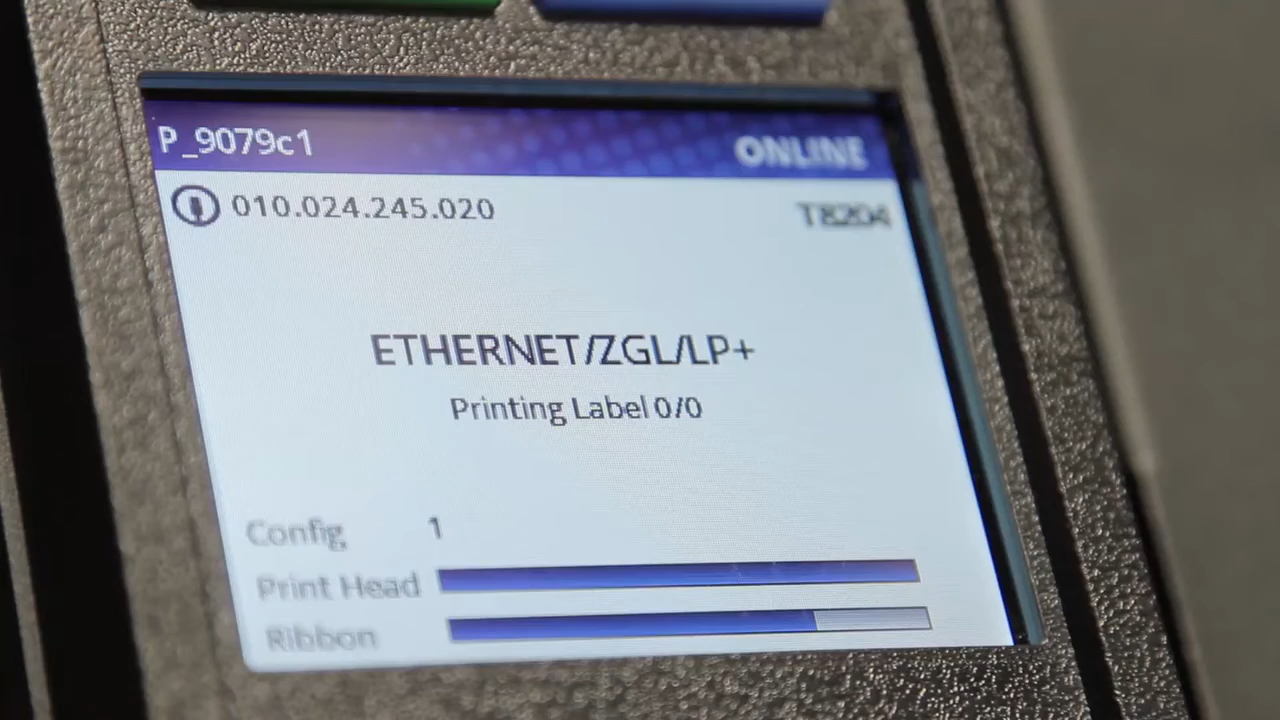 P_9079c1 ONLINE
010.024.245.020 T8204
ETHERNET/ZGL/LP+
Printing Label 0/0
Config 1
Print Head
Ribbon